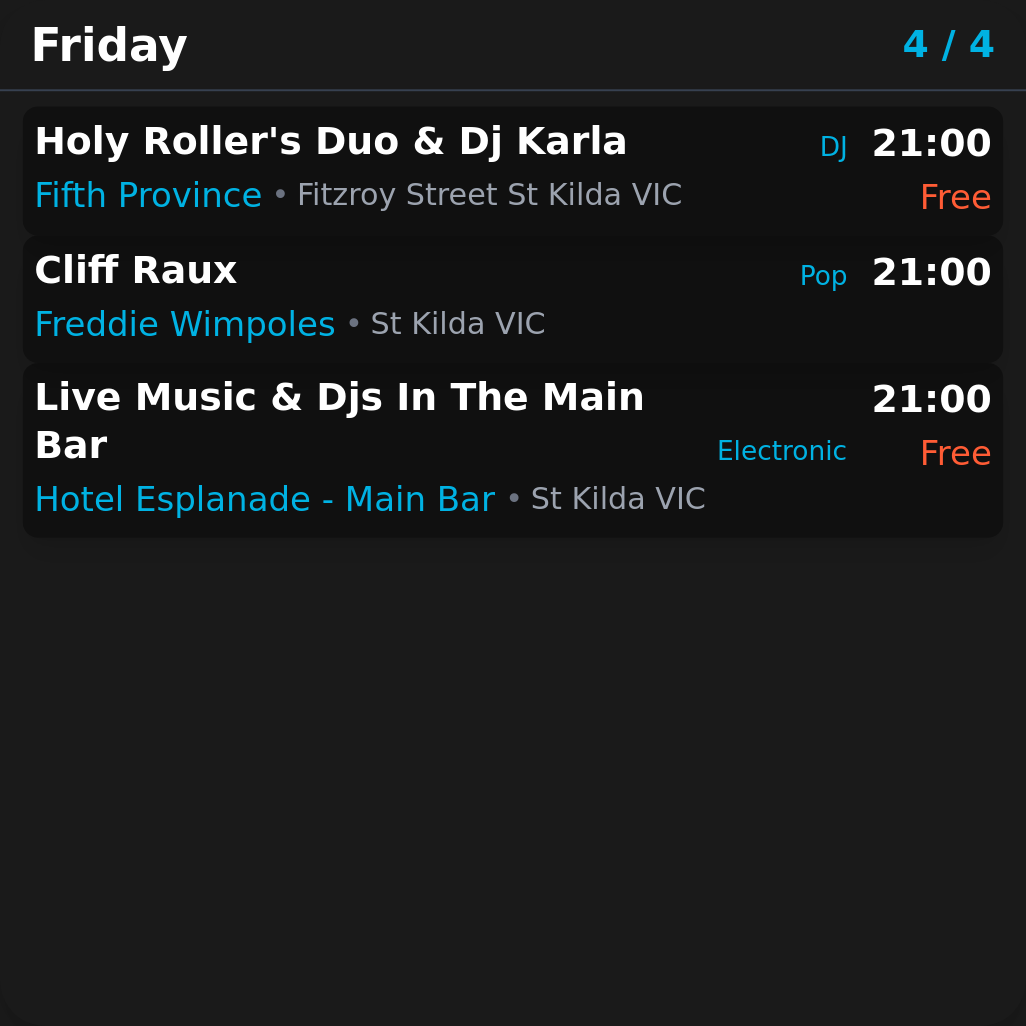 Friday 4 / 4
Holy Roller's Duo & Dj Karla DJ 21:00
Fifth Province • Fitzroy Street St Kilda VIC Free
Cliff Raux Pop 21:00
Freddie Wimpoles • St Kilda VIC
Live Music & Djs In The Main 21:00
Bar Electronic Free
Hotel Esplanade - Main Bar • St Kilda VIC